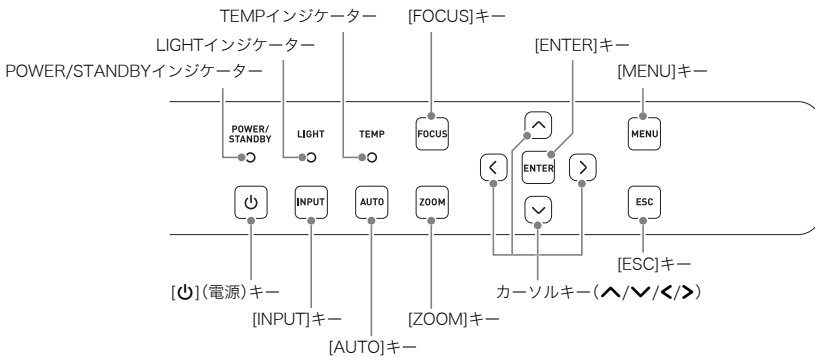 TEMPインジケーター
[FOCUS]キー
LIGHTインジケーター
[ENTER]キー
POWER/STANDBYインジケーター
[MENU]キー
POWER/
STANDBY
LIGHT
TEMP
FOCUS
MENU
ENTER
INPUT
AUTO
ZOOM
ESC
[ESC]キー
[⏻](電源)キー
カーソルキー(∧/∨/</>)
[INPUT]キー
[ZOOM]キー
[AUTO]キー